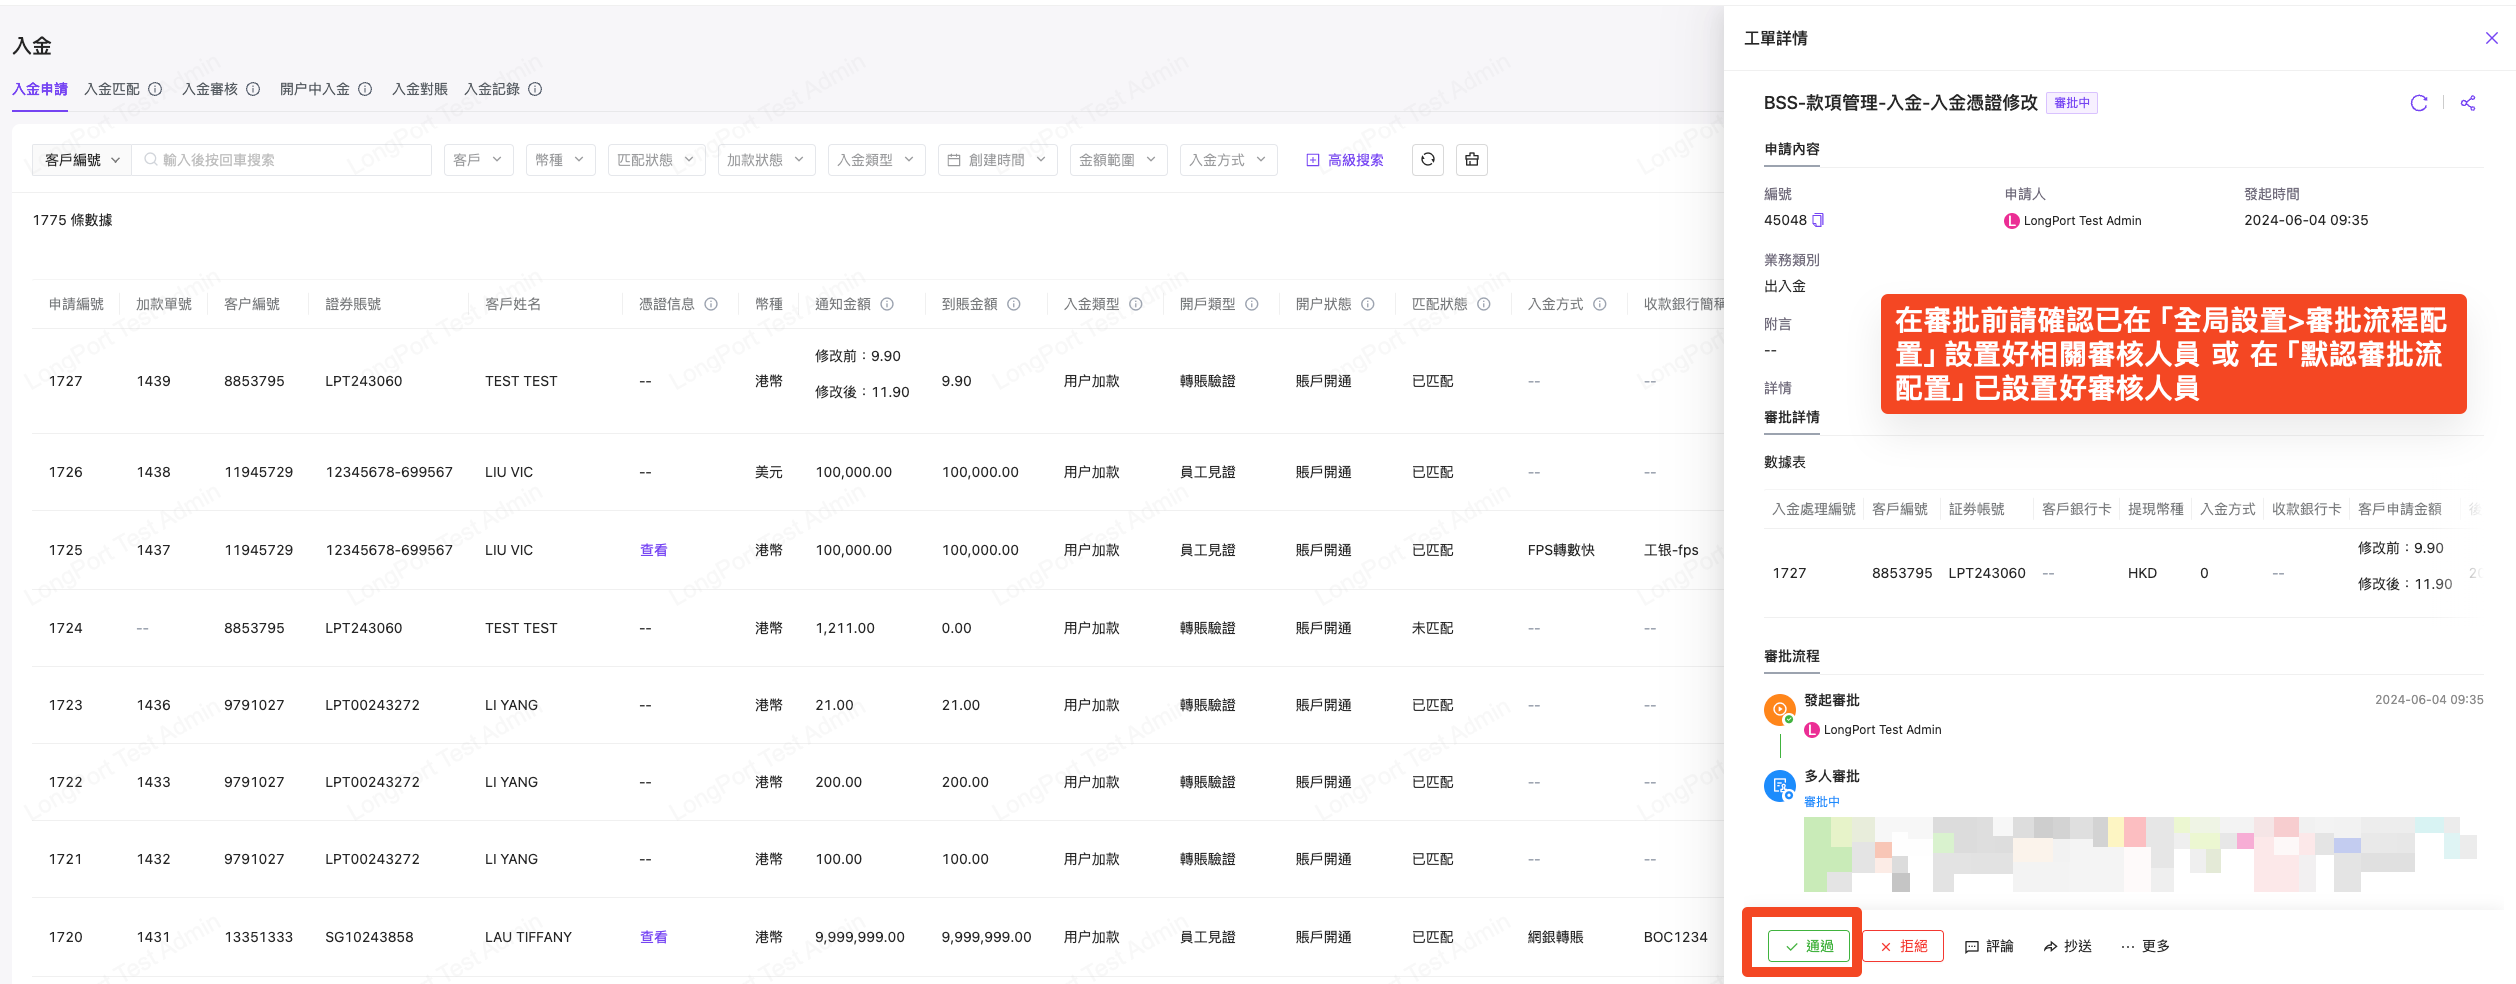 入金
入金申請 入金匹配 入金審核 開戶中入金 入金對賬 入金記錄
客戶編號 輸入後按回車搜索 客戶 幣種 匹配狀態 加款狀態 入金類型 創建時間 金額範圍 入金方式 高級搜索
1775 條數據
申請編號 加款單號 客户編號 證券賬號 客戶姓名 憑證信息 幣種 通知金額 到賬金額 入金類型 開戶類型 開户狀態 匹配狀態 入金方式 收款銀行簡稱
1727 1439 8853795 LPT243060 TEST TEST -- 港幣 修改前：9.90 修改後：11.90 9.90 用户加款 轉賬驗證 賬戶開通 已匹配 -- --
1726 1438 11945729 12345678-699567 LIU VIC -- 美元 100,000.00 100,000.00 用户加款 員工見證 賬戶開通 已匹配 -- --
1725 1437 11945729 12345678-699567 LIU VIC 查看 港幣 100,000.00 100,000.00 用户加款 員工見證 賬戶開通 已匹配 FPS轉數快 工银-fps
1724 -- 8853795 LPT243060 TEST TEST -- 港幣 1,211.00 0.00 用户加款 轉賬驗證 賬戶開通 未匹配 -- --
1723 1436 9791027 LPT00243272 LI YANG -- 港幣 21.00 21.00 用户加款 轉賬驗證 賬戶開通 已匹配 -- --
1722 1433 9791027 LPT00243272 LI YANG -- 港幣 200.00 200.00 用户加款 轉賬驗證 賬戶開通 已匹配 -- --
1721 1432 9791027 LPT00243272 LI YANG -- 港幣 100.00 100.00 用户加款 轉賬驗證 賬戶開通 已匹配 -- --
1720 1431 13351333 SG10243858 LAU TIFFANY 查看 港幣 9,999,999.00 9,999,999.00 用户加款 員工見證 賬戶開通 已匹配 網銀轉賬 BOC1234
工單詳情
BSS-款項管理-入金-入金憑證修改 審批中
申請內容
編號 申請人 發起時間
45048 L LongPort Test Admin 2024-06-04 09:35
業務類別
出入金
附言
--
詳情
在審批前請確認已在「全局設置>審批流程配
置」設置好相關審核人員 或 在「默認審批流
配置」已設置好審核人員
審批詳情
數據表
入金處理編號 客戶編號 証券帳號 客戶銀行卡 提現幣種 入金方式 收款銀行卡 客戶申請金額
1727 8853795 LPT243060 -- HKD 0 -- 修改前：9.90 修改後：11.90
審批流程
發起審批 2024-06-04 09:35
L LongPort Test Admin
多人審批
審批中
通過 拒絕 評論 抄送 更多
LongPort Test Admin